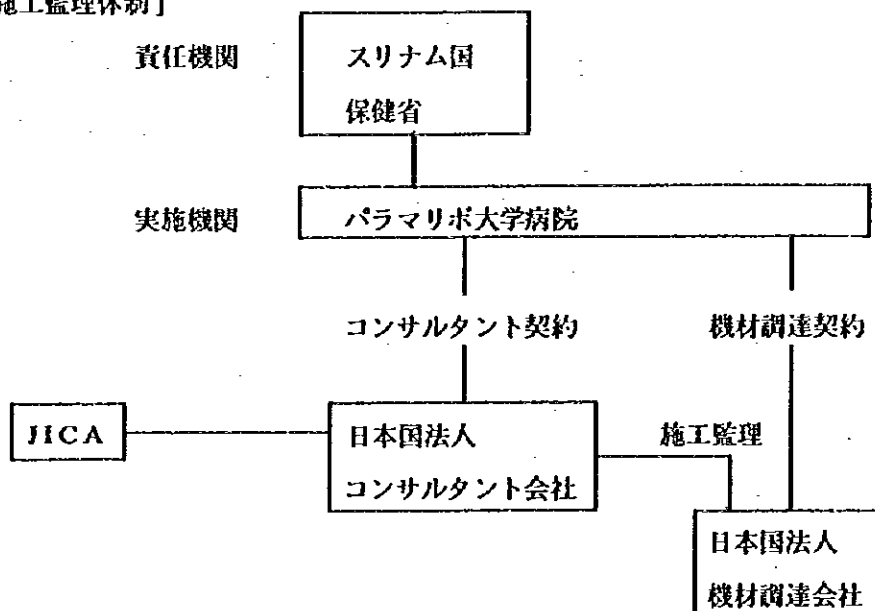 施工監理体制］
責任機関
スリナム国
保健省
実施機関
パラマリボ大学病院
コンサルタント契約
機材調達契約
JICA
日本国法人
コンサルタント会社
施工監理
日本国法人
機材調達会社